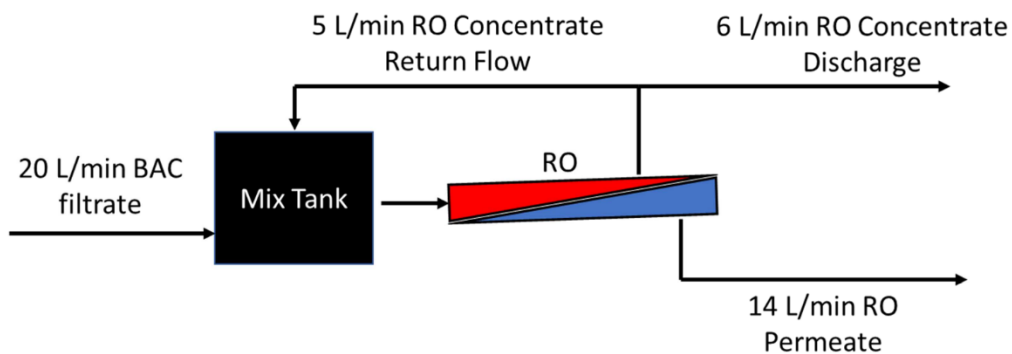 5 L/min RO Concentrate
Return Flow
6 L/min RO Concentrate
Discharge
20 L/min BAC
filtrate
Mix Tank
RO
14 L/min RO
Permeate